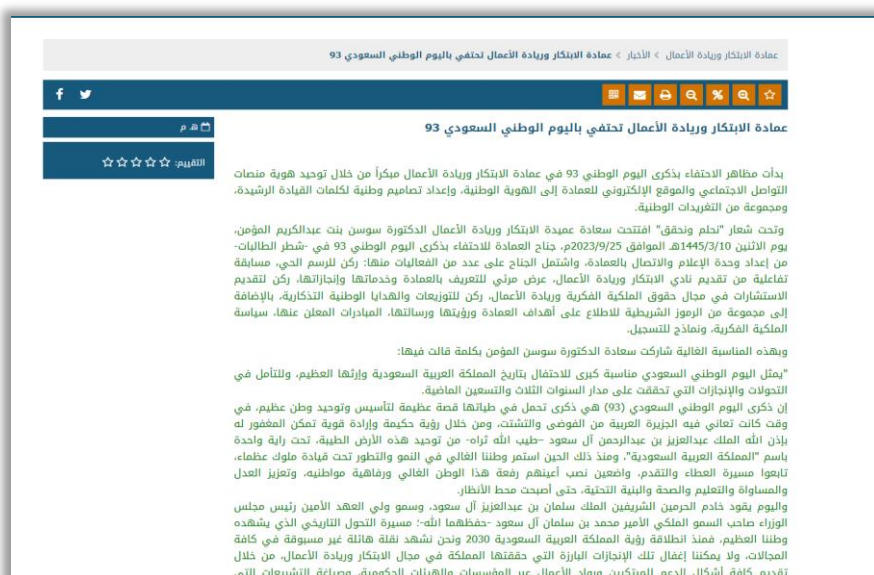 عمادة الابتكار وريادة الأعمال > الأخبار > عمادة الابتكار وريادة الأعمال تحتفي باليوم الوطني السعودي 93
عمادة الابتكار وريادة الأعمال تحتفي باليوم الوطني السعودي 93
هـ م
التقييم:
بدأت مظاهر الاحتفاء بذكرى اليوم الوطني 93 في عمادة الابتكار وريادة الأعمال مبكراً من خلال توحيد هوية منصات
التواصل الاجتماعي والموقع الإلكتروني للعمادة إلى الهوية الوطنية، وإعداد تصاميم وطنية لكلمات القيادة الرشيدة،
ومجموعة من التغريدات الوطنية.
وتحت شعار "نحلم ونحقق" افتتحت سعادة عميدة الابتكار وريادة الأعمال الدكتورة سوسن بنت عبدالكريم المؤمن،
يوم الاثنين 1445/3/10هـ الموافق 2023/9/25م، جناح العمادة للاحتفاء بذكرى اليوم الوطني 93 في -شطر الطالبات-
من إعداد وحدة الإعلام والاتصال بالعمادة، واشتمل الجناح على عدد من الفعاليات منها: ركن للرسم الحي، مسابقة
تفاعلية من تقديم نادي الابتكار وريادة الأعمال، عرض مرئي للتعريف بالعمادة وخدماتها وإنجازاتها، ركن لتقديم
الاستشارات في مجال حقوق الملكية الفكرية وريادة الأعمال، ركن للتوزيعات والهدايا الوطنية التذكارية، بالإضافة
إلى مجموعة من الرموز الشريطية للاطلاع على أهداف العمادة ورؤيتها ورسالتها، المبادرات المعلن عنها، سياسة
الملكية الفكرية، ونماذج للتسجيل.
وبهذه المناسبة الغالية شاركت سعادة الدكتورة سوسن المؤمن بكلمة قالت فيها:
"يمثل اليوم الوطني السعودي مناسبة كبرى للاحتفال بتاريخ المملكة العربية السعودية وإرثها العظيم، وللتأمل في
التحولات والإنجازات التي تحققت على مدار السنوات الثلاث والتسعين الماضية.
إن ذكرى اليوم الوطني السعودي (93) هي ذكرى تحمل في طياتها قصة عظيمة لتأسيس وتوحيد وطن عظيم، في
وقت كانت تعاني فيه الجزيرة العربية من الفوضى والتشتت، ومن خلال رؤية حكيمة وإرادة قوية تمكن المغفور له
بإذن الله الملك عبدالعزيز بن عبدالرحمن آل سعود –طيب الله ثراه- من توحيد هذه الأرض الطيبة، تحت راية واحدة
باسم "المملكة العربية السعودية"، ومنذ ذلك الحين استمر وطننا الغالي في النمو والتطور تحت قيادة ملوك عظماء،
تابعوا مسيرة العطاء والتقدم، واضعين نصب أعينهم رفعة هذا الوطن الغالي ورفاهية مواطنيه، وتعزيز العدل
والمساواة والتعليم والصحة والبنية التحتية، حتى أصبحت محط الأنظار.
واليوم يقود خادم الحرمين الشريفين الملك سلمان بن عبدالعزيز آل سعود، وسمو ولي العهد الأمين رئيس مجلس
الوزراء صاحب السمو الملكي الأمير محمد بن سلمان آل سعود -حفظهما الله-؛ مسيرة التحول التاريخي الذي يشهده
وطننا العظيم، فمنذ انطلاقة رؤية المملكة العربية السعودية 2030 ونحن نشهد نقلة هائلة غير مسبوقة في كافة
المجالات، ولا يمكننا إغفال تلك الإنجازات البارزة التي حققتها المملكة في مجال الابتكار وريادة الأعمال، من خلال
تقديم كافة أشكال الدعم للمبتكرين ورواد الأعمال عبر المؤسسات والهيئات الحكومية، وصياغة التشريعات التي